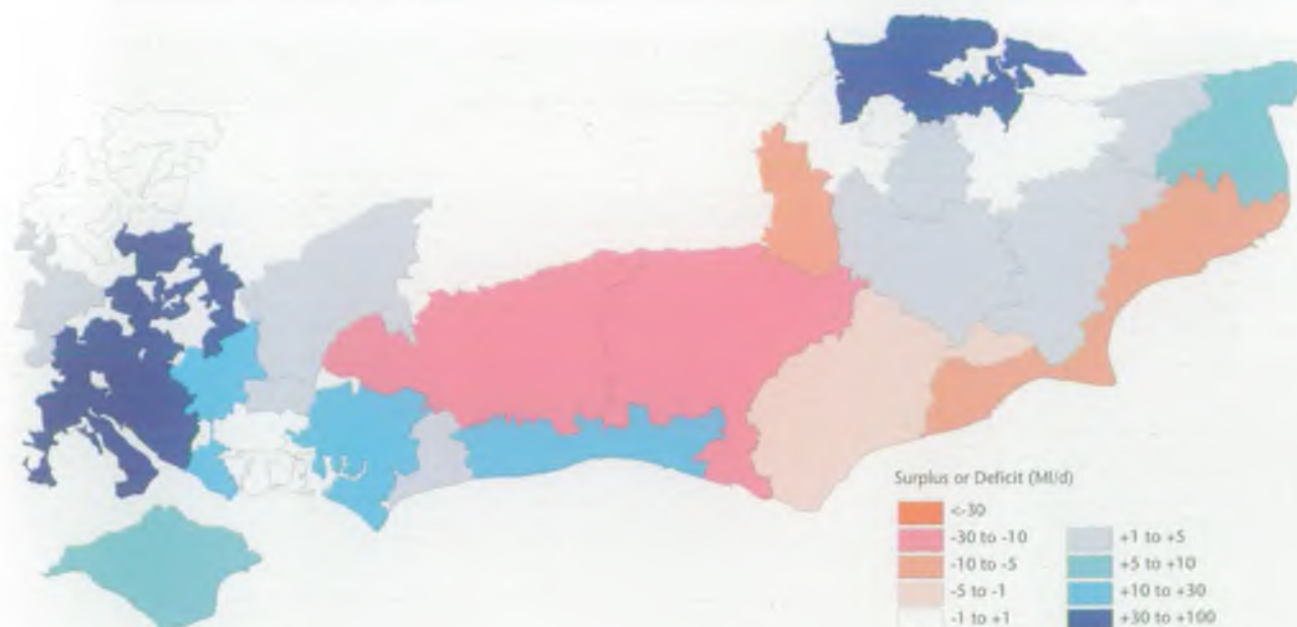 Surplus or Deficit (Ml/d)
<-30
-30 to -10
-10 to -5
-5 to -1
-1 to +1
+1 to +5
+5 to +10
+10 to +30
+30 to +100